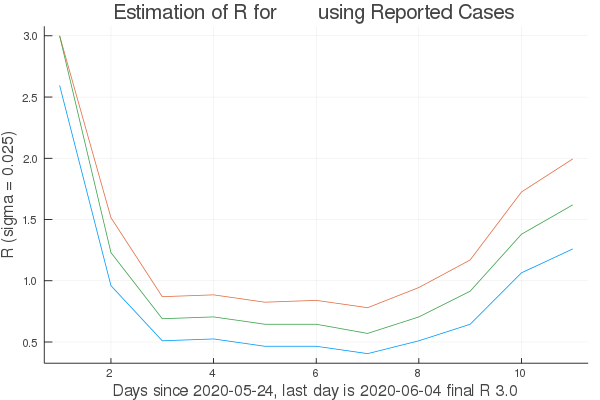 Estimation of R for using Reported Cases
3.0
2.5
2.0
1.5
1.0
0.5
R (sigma = 0.025)
2 4 6 8 10
Days since 2020-05-24, last day is 2020-06-04 final R 3.0